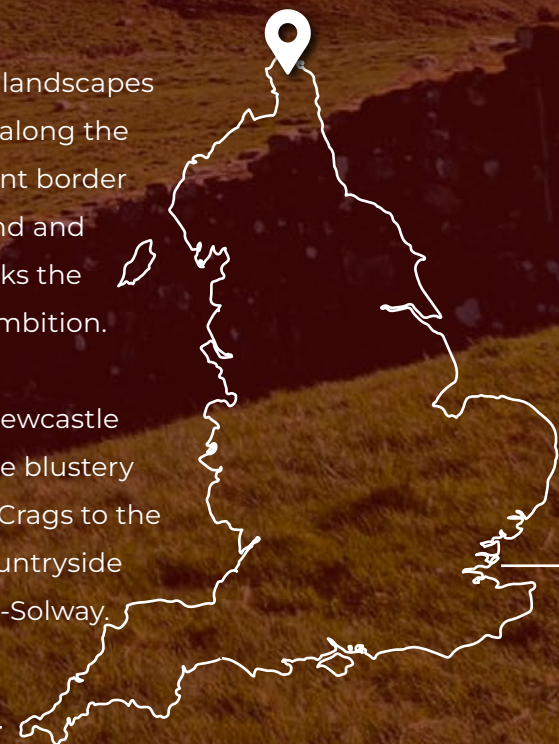 landscapes
along the
nt border
nd and
ks the
mbition.
ewcastle
e blustery
Crags to the
untryside
-Solway.